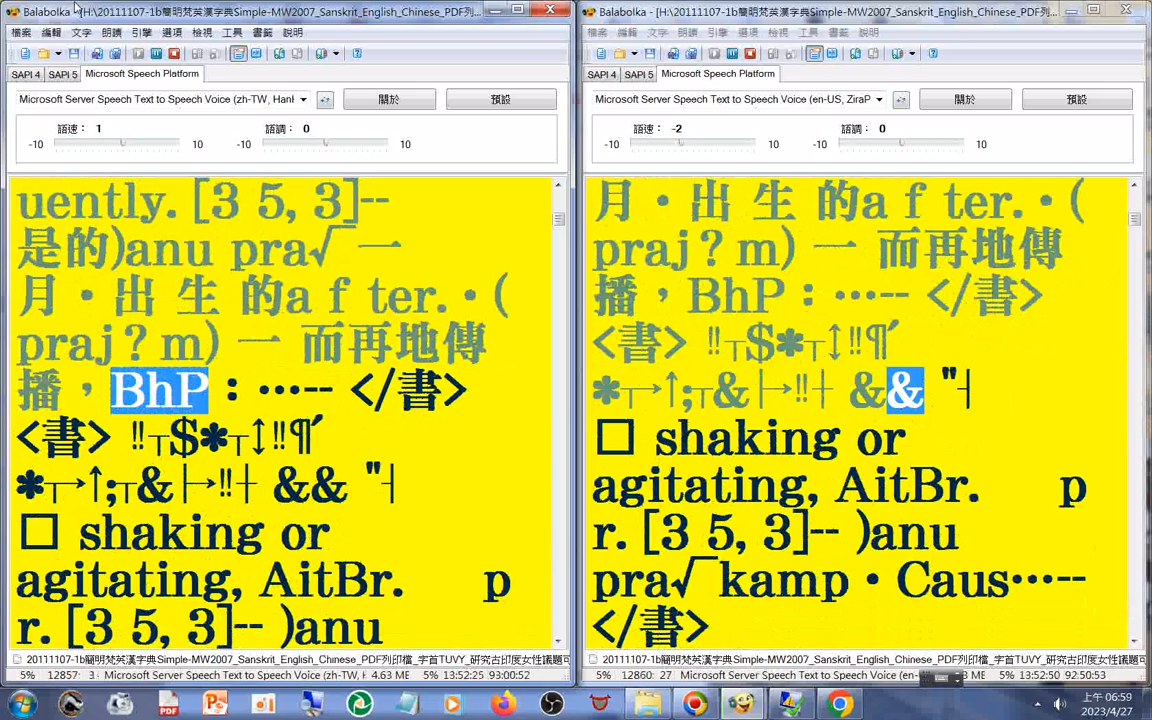 Balabolka - [H:\20111107-1b簡明梵英漢字典Simple-MW2007_Sanskrit_English_Chinese_PDF列...
檔案 編輯 文字 朗讀 引擎 選項 檢視 工具 書籤 說明
SAPI 4 SAPI 5 Microsoft Speech Platform
Microsoft Server Speech Text to Speech Voice (zh-TW, Hanl 關於 預設
語速： 1 語調： 0
-10 10 -10 10
uently. [3 5, 3]--
是的)anu pra√ 一
月・出 生 的a f ter.・(
praj？m) 一 而再地傳
播，BhP：…-- </書>
<書> ‼┬$✱┬↕‼¶´
✱┬→↑;┬&├→‼┼ && "┤
□ shaking or
agitating, AitBr. p
r. [3 5, 3]-- )anu
20111107-1b簡明梵英漢字典Simple-MW2007_Sanskrit_English_Chinese_PDF列印檔_字首TUVY_研究古印度女性議題可
5% 12857: 3 Microsoft Server Speech Text to Speech Voice (zh-TW, H 4.63 ME 5% 13:52:25 93:00:52
Balabolka - [H:\20111107-1b簡明梵英漢字典Simple-MW2007_Sanskrit_English_Chinese_PDF列印...
檔案 編輯 文字 朗讀 引擎 選項 檢視 工具 書籤 說明
SAPI 4 SAPI 5 Microsoft Speech Platform
Microsoft Server Speech Text to Speech Voice (en-US, ZiraP 關於 預設
語速： -2 語調： 0
-10 10 -10 10
月・出 生 的a f ter.・(
praj？m) 一 而再地傳
播，BhP：…-- </書>
<書> ‼┬$✱┬↕‼¶´
✱┬→↑;┬&├→‼┼ && "┤
□ shaking or
agitating, AitBr. p
r. [3 5, 3]-- )anu
pra√kamp・Caus…--
</書>
20111107-1b簡明梵英漢字典Simple-MW2007_Sanskrit_English_Chinese_PDF列印檔_字首TUVY_研究古印度女性議題可
5% 12860: 27 Microsoft Server Speech Text to Speech Voice (en-US, 5% 13:52:50 92:50:53
上午 06:59
2023/4/27